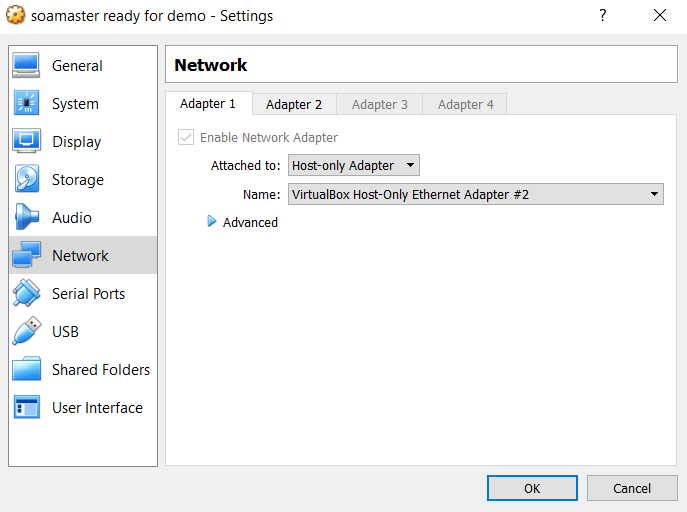 soamaster ready for demo - Settings
?
General
System
Display
Storage
Audio
Network
Serial Ports
USB
Shared Folders
User Interface
Network
Adapter 1
Adapter 2
Adapter 3
Adapter 4
Enable Network Adapter
Attached to: Host-only Adapter
Name: VirtualBox Host-Only Ethernet Adapter #2
Advanced
OK
Cancel